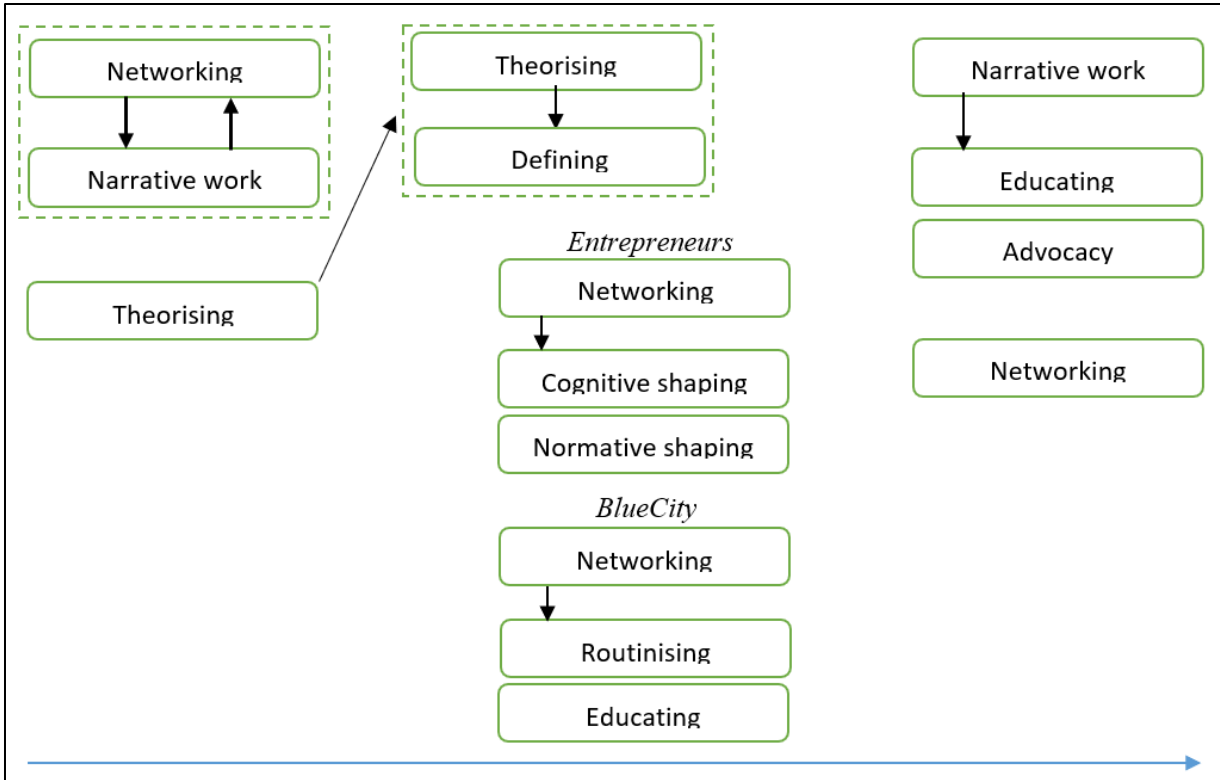 Networking
Narrative work
Theorising
Theorising
Defining
Entrepreneurs
Networking
Cognitive shaping
Normative shaping
BlueCity
Networking
Routinising
Educating
Narrative work
Educating
Advocacy
Networking